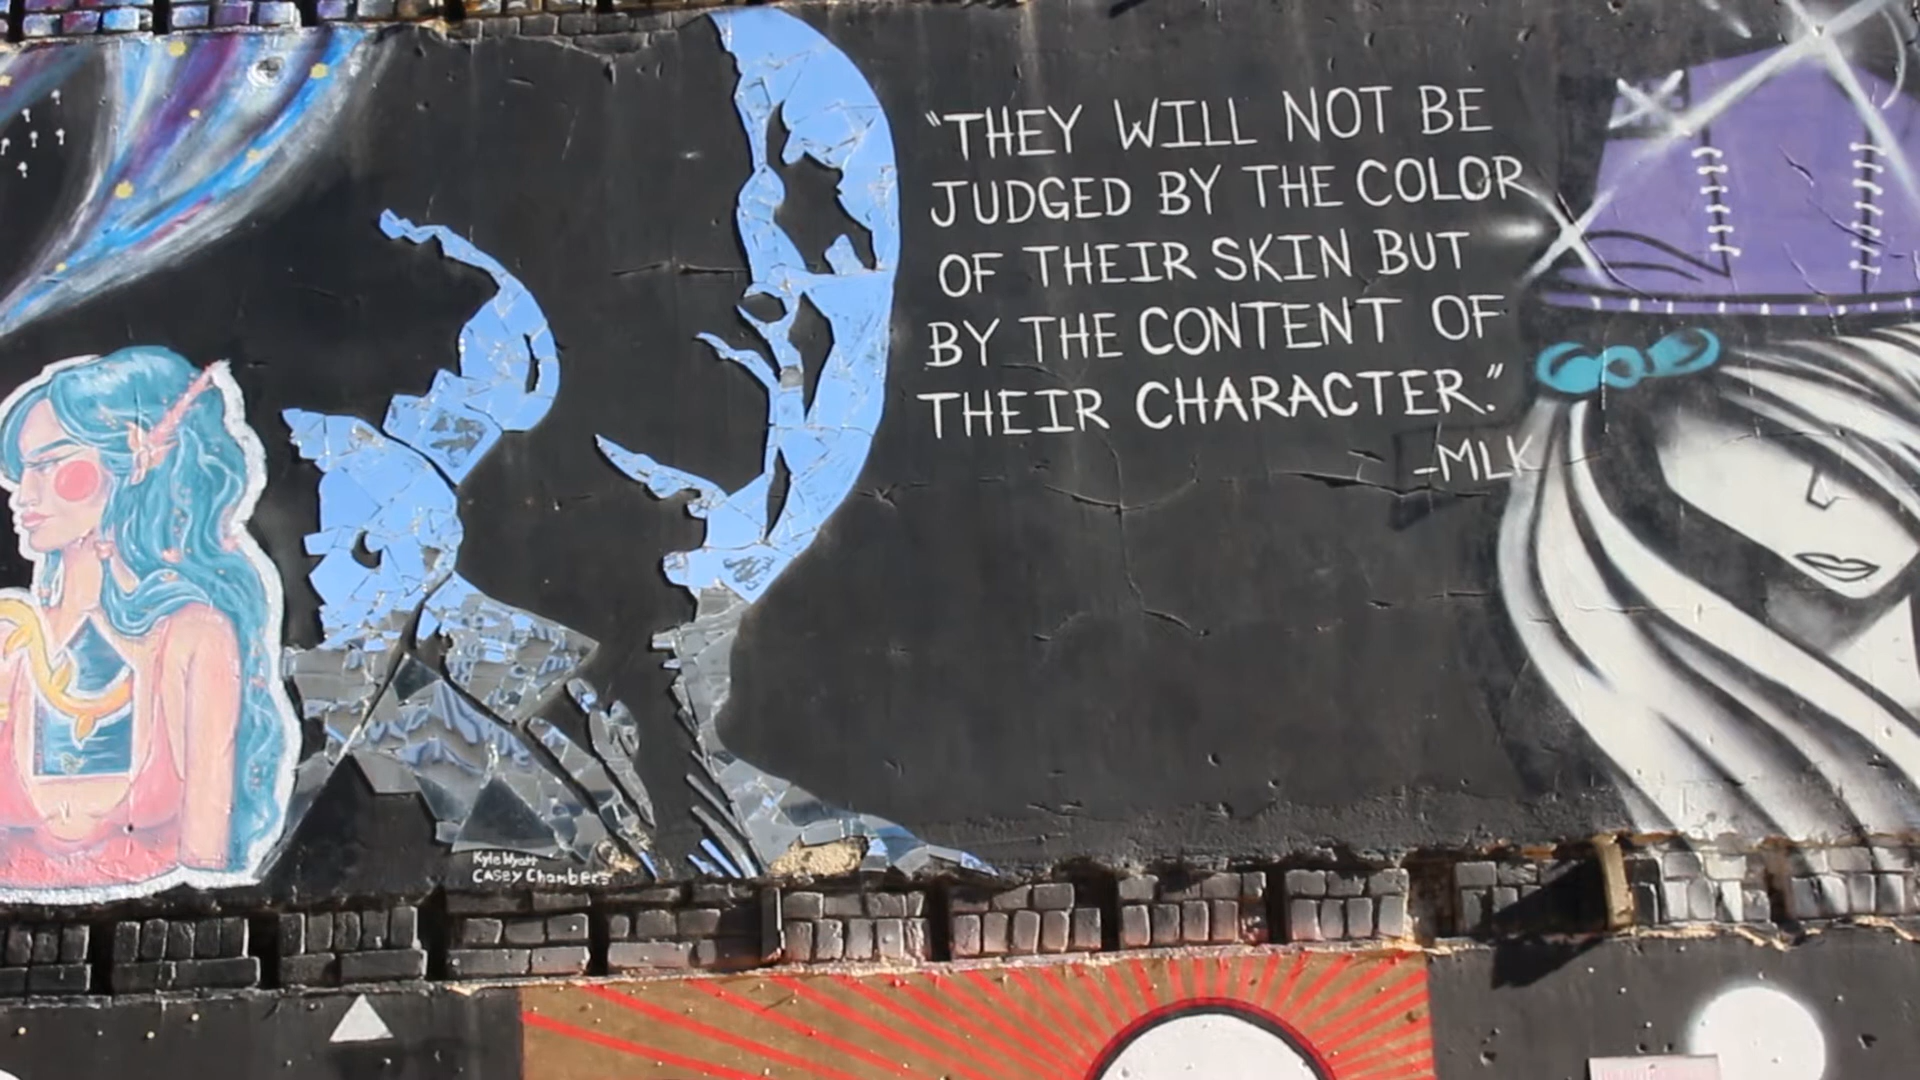 "THEY WILL NOT BE
JUDGED BY THE COLOR
OF THEIR SKIN BUT
BY THE CONTENT OF
THEIR CHARACTER."
-MLK
Kyle Wyatt
CASEY Chambers